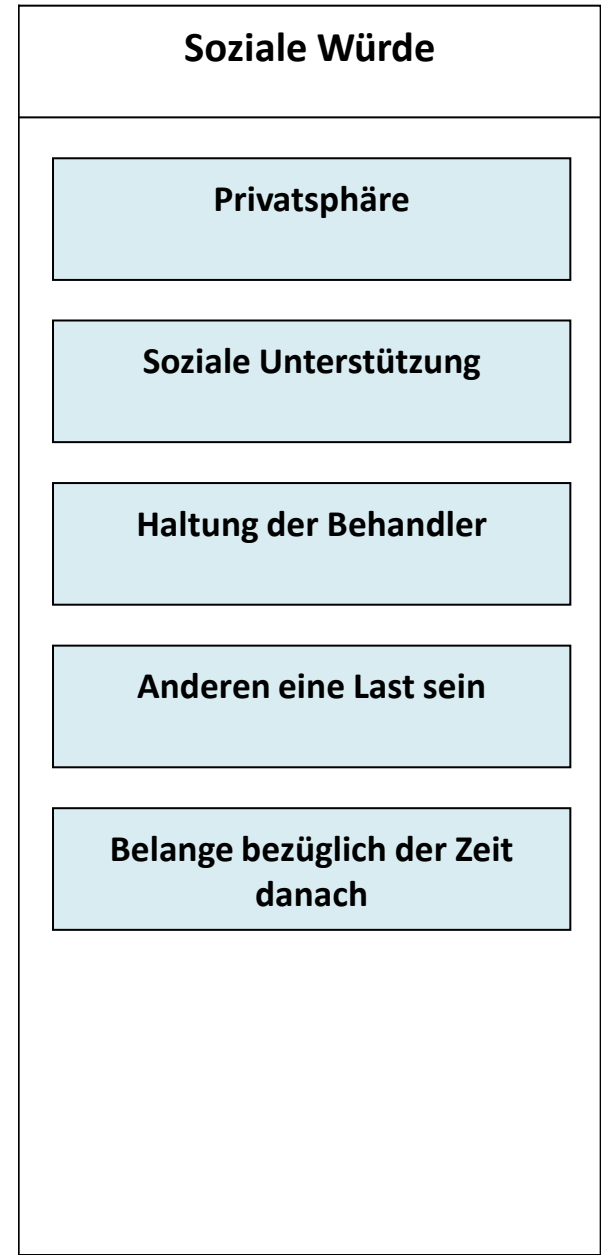 Soziale Würde
Privatsphäre
Soziale Unterstützung
Haltung der Behandler
Anderen eine Last sein
Belange bezüglich der Zeit
danach